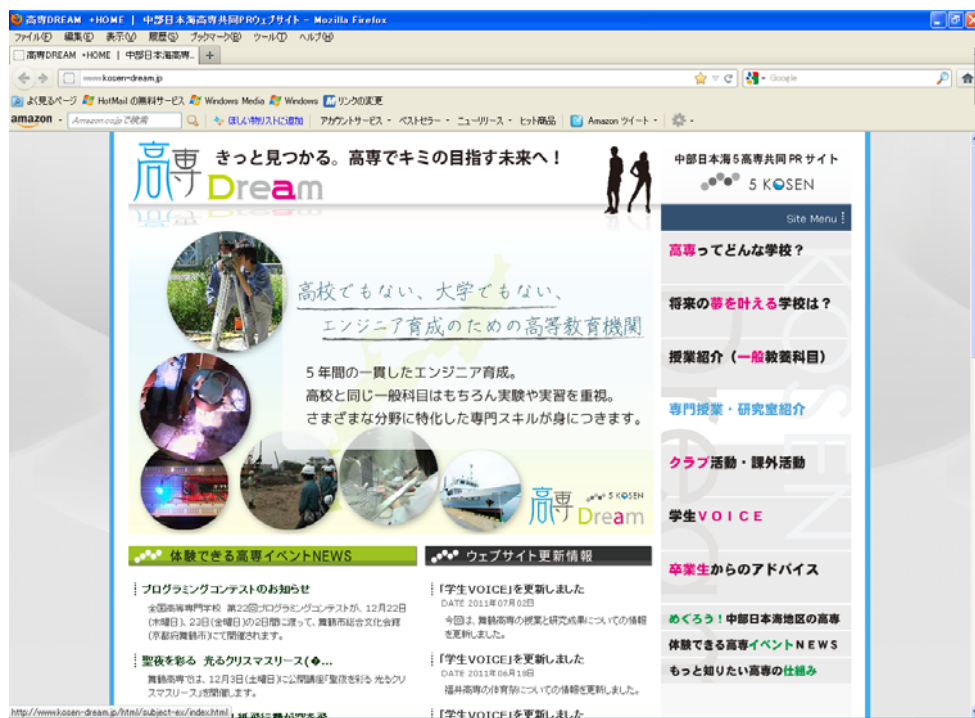 高専DREAM +HOME | 中部日本海高専共同PRウェブサイト - Mozilla Firefox
ファイル(F) 編集(E) 表示(V) 履歴(S) ブックマーク(B) ツール(T) ヘルプ(H)
高専DREAM +HOME | 中部日本海高専... +
www.kosen-dream.jp
Google
よく見るページ HotMail の無料サービス Windows Media Windows リンクの変更
amazon Amazon.co.jpで検索 ほしい物リストに追加 アカウントサービス ベストセラー ニューリリース ヒット商品 Amazon ツイート
高専 Dream
きっと見つかる。高専でキミの目指す未来へ！
中部日本海5高専共同PRサイト
5 KOSEN
Site Menu
高専ってどんな学校？
将来の夢を叶える学校は？
授業紹介（一般教養科目）
専門授業・研究室紹介
クラブ活動・課外活動
学生VOICE
卒業生からのアドバイス
めぐろう！中部日本海地区の高専
体験できる高専イベントNEWS
もっと知りたい高専の仕組み
KOSEN
Dream
高校でもない、大学でもない、
エンジニア育成のための高等教育機関
5年間の一貫したエンジニア育成。
高校と同じ一般科目はもちろん実験や実習を重視。
さまざまな分野に特化した専門スキルが身につきます。
高専 5 KOSEN
Dream
体験できる高専イベントNEWS
プログラミングコンテストのお知らせ
全国高等専門学校 第22回プログラミングコンテストが、12月22日
(木曜日)、23日(金曜日)の2日間に渡って、舞鶴市総合文化会館
(京都府舞鶴市)にて開催されます。
聖夜を彩る 光るクリスマスリース(�...
舞鶴高専では、12月3日(土曜日)に公開講座「聖夜を彩る 光るクリ
スマスリース」を開催します。
ウェブサイト更新情報
「学生VOICE」を更新しました
DATE 2011年07月02日
今回は、舞鶴高専の授業と研究成果についての情報
を更新しました。
「学生VOICE」を更新しました
DATE 2011年06月18日
福井高専の体育祭についての情報を更新しました。
「学生VOICE」を更新しました
http://www.kosen-dream.jp/html/subject-ex/index.html